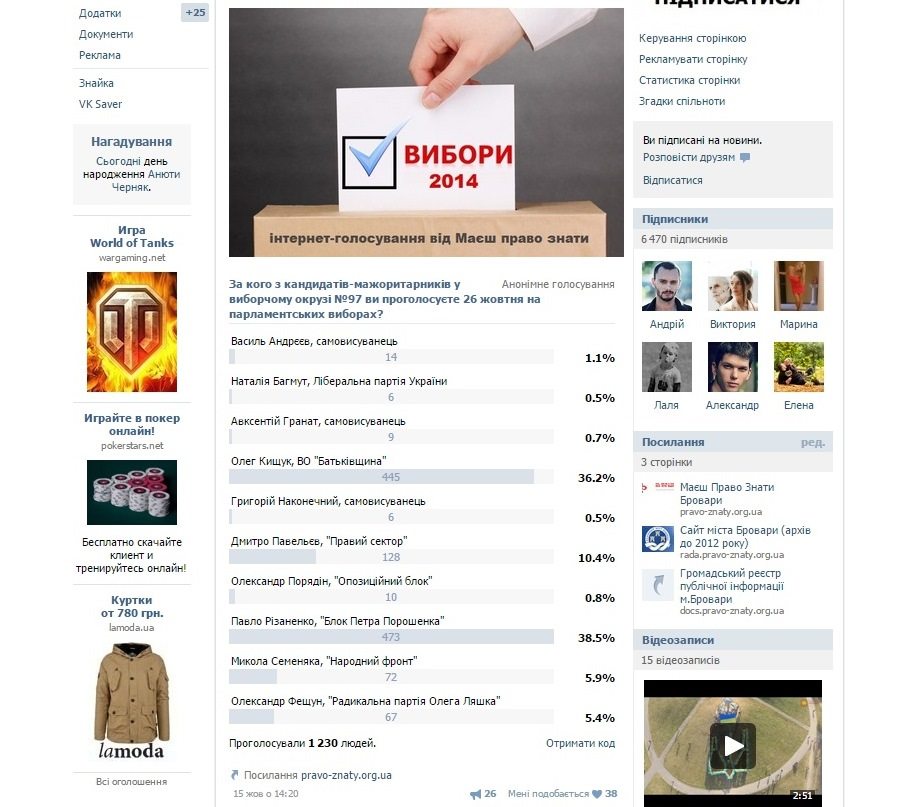 Додатки
+25
Документи
Реклама
Знайка
VK Saver
Нагадування
Сьогодні день
народження Анюти
Черняк.
Игра
World of Tanks
wargaming.net
Играйте в покер
онлайн!
pokerstars.net
Бесплатно скачайте
клиент и
тренируйтесь онлайн!
Куртки
от 780 грн.
lamoda.ua
lamoda
Всі оголошення
ВИБОРИ
2014
інтернет-голосування від Маєш право знати
За кого з кандидатів-мажоритарників у
виборчому окрузі №97 ви проголосуєте 26 жовтня на
парламентських виборах?
Анонімне голосування
Василь Андрєєв, самовисуванець
14
1.1%
Наталія Багмут, Ліберальна партія України
6
0.5%
Авксентій Гранат, самовисуванець
9
0.7%
Олег Кищук, ВО "Батьківщина"
445
36.2%
Григорій Наконечний, самовисуванець
6
0.5%
Дмитро Павельєв, "Правий сектор"
128
10.4%
Олександр Порядін, "Опозиційний блок"
10
0.8%
Павло Різаненко, "Блок Петра Порошенка"
473
38.5%
Микола Семеняка, "Народний фронт"
72
5.9%
Олександр Фещун, "Радикальна партія Олега Ляшка"
67
5.4%
Проголосували 1 230 людей.
Отримати код
Посилання pravo-znaty.org.ua
15 жов о 14:20
26
Мені подобається 38
ПІДПИСАТИСЯ
Керування сторінкою
Рекламувати сторінку
Статистика сторінки
Згадки спільноти
Ви підписані на новини.
Розповісти друзям
Відписатися
Підписники
6 470 підписників
Андрій
Виктория
Марина
Лаля
Александр
Елена
Посилання
ред.
3 сторінки
Маєш Право Знати
Бровари
pravo-znaty.org.ua
Сайт міста Бровари (архів
до 2012 року)
rada.pravo-znaty.org.ua
Громадський реєстр
публічної інформації
м.Бровари
docs.pravo-znaty.org.ua
Відеозаписи
15 відеозаписів
2:51